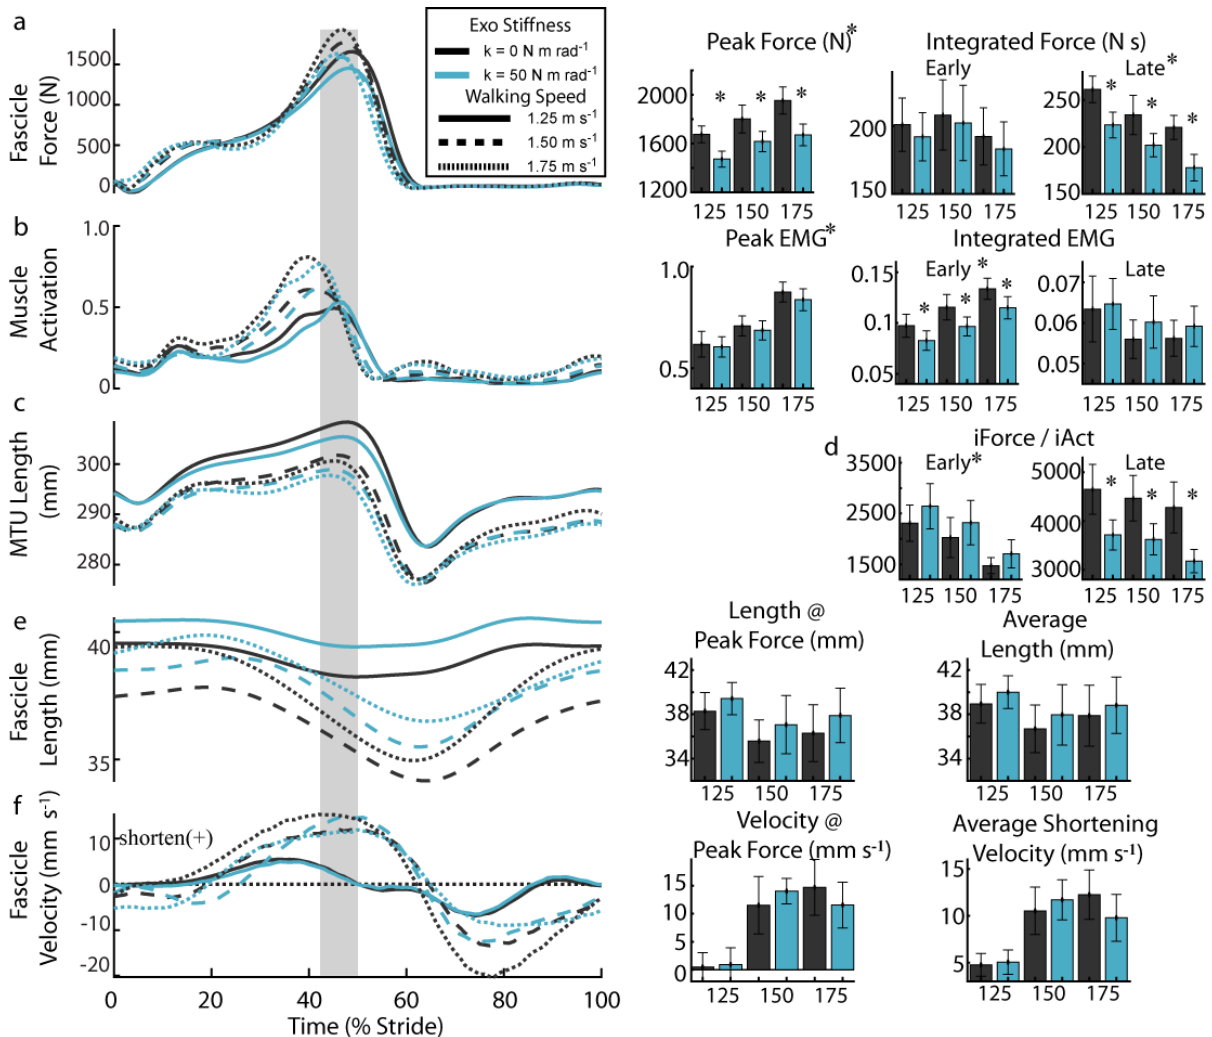 a
Fascicle
Force (N)
1500
1000
500
0
Exo Stiffness
k = 0 N m rad-1
k = 50 N m rad-1
Walking Speed
1.25 m s-1
1.50 m s-1
1.75 m s-1
Peak Force (N)*
2000
1600
1200
* * *
125 150 175
Integrated Force (N s)
Early
200
150
125 150 175
Late*
250
200
150
* * *
125 150 175
b
Muscle
Activation
1.0
0.5
0
Peak EMG*
1.0
0.5
125 150 175
Integrated EMG
Early *
0.15
0.1
0.05
* * *
125 150 175
Late
0.07
0.06
0.05
125 150 175
c
MTU Length
(mm)
300
290
280
d
iForce / iAct
Early*
3500
2500
1500
125 150 175
Late
5000
4000
3000
* * *
125 150 175
e
Fascicle
Length (mm)
40
35
Length @
Peak Force (mm)
42
38
34
125 150 175
Average
Length (mm)
42
38
34
125 150 175
f
Fascicle
Velocity (mm s-1)
shorten(+)
10
0
-10
-20
0 20 40 60 80 100
Time (% Stride)
Velocity @
Peak Force (mm s-1)
15
10
5
0
125 150 175
Average Shortening
Velocity (mm s-1)
15
10
5
125 150 175